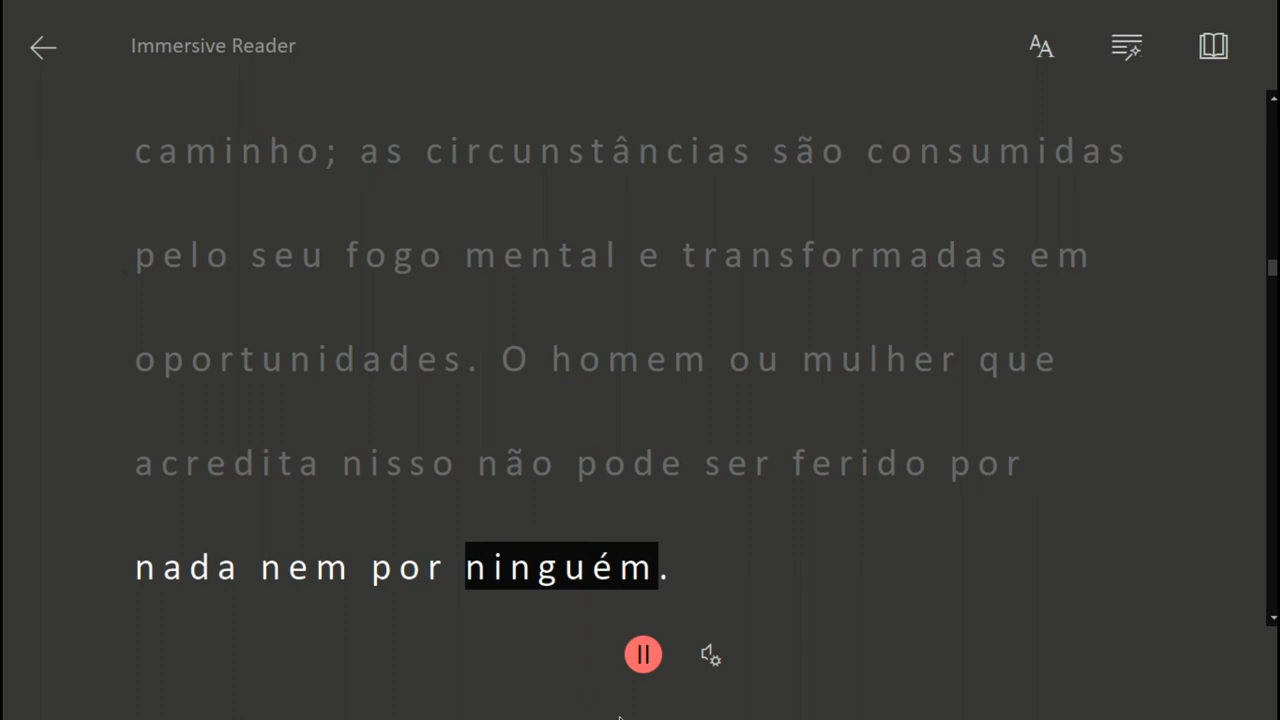 Immersive Reader
caminho; as circunstâncias são consumidas
pelo seu fogo mental e transformadas em
oportunidades. O homem ou mulher que
acredita nisso não pode ser ferido por
nada nem por ninguém.